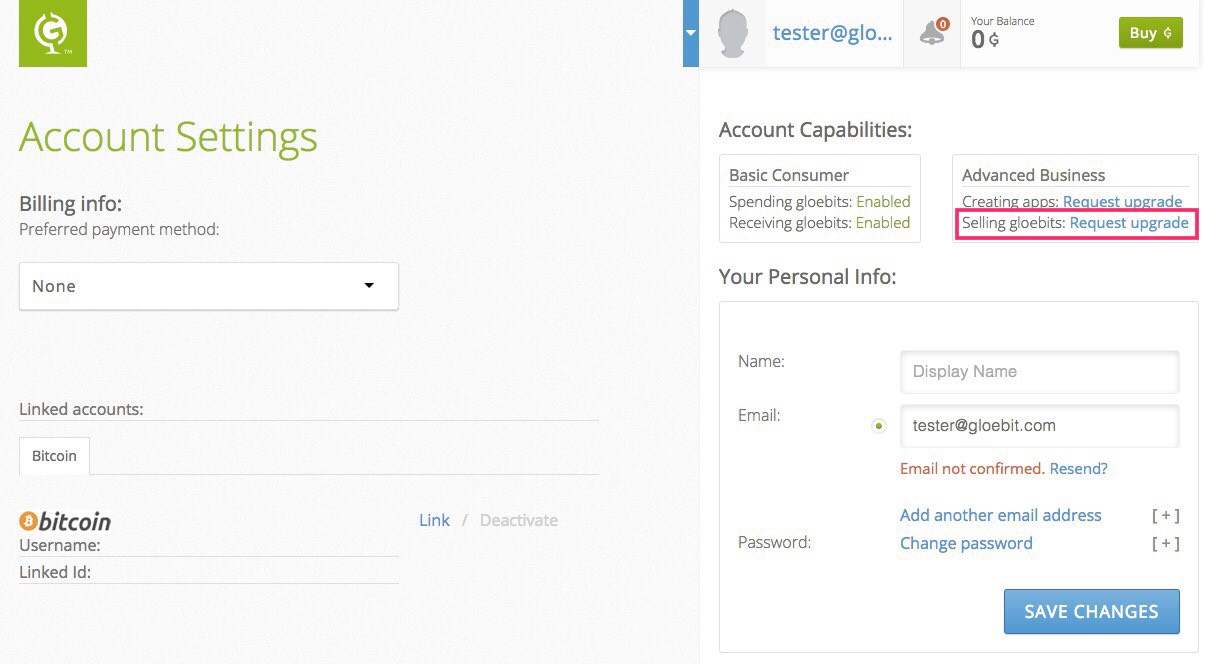 TM
tester@glo...
0
Your Balance
0
Buy
Account Settings
Billing info:
Preferred payment method:
None
Linked accounts:
Bitcoin
bitcoin
Link / Deactivate
Username:
Linked Id:
Account Capabilities:
Basic Consumer
Spending gloebits: Enabled
Receiving gloebits: Enabled
Advanced Business
Creating apps: Request upgrade
Selling gloebits: Request upgrade
Your Personal Info:
Name:
Display Name
Email:
tester@gloebit.com
Email not confirmed. Resend?
Add another email address [ + ]
Password:
Change password [ + ]
SAVE CHANGES